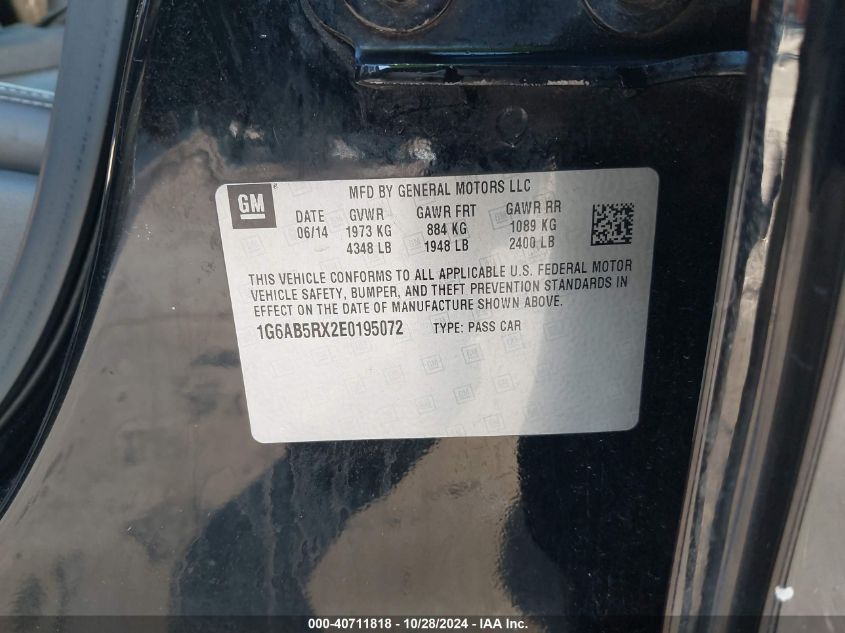 GM ®
MFD BY GENERAL MOTORS LLC
DATE GVWR GAWR FRT GAWR RR
06/14 1973 KG 884 KG 1089 KG
4348 LB 1948 LB 2400 LB
THIS VEHICLE CONFORMS TO ALL APPLICABLE U.S. FEDERAL MOTOR
VEHICLE SAFETY, BUMPER, AND THEFT PREVENTION STANDARDS IN
EFFECT ON THE DATE OF MANUFACTURE SHOWN ABOVE.
1G6AB5RX2E0195072 TYPE: PASS CAR
000-40711818 - 10/28/2024 - IAA, Inc.